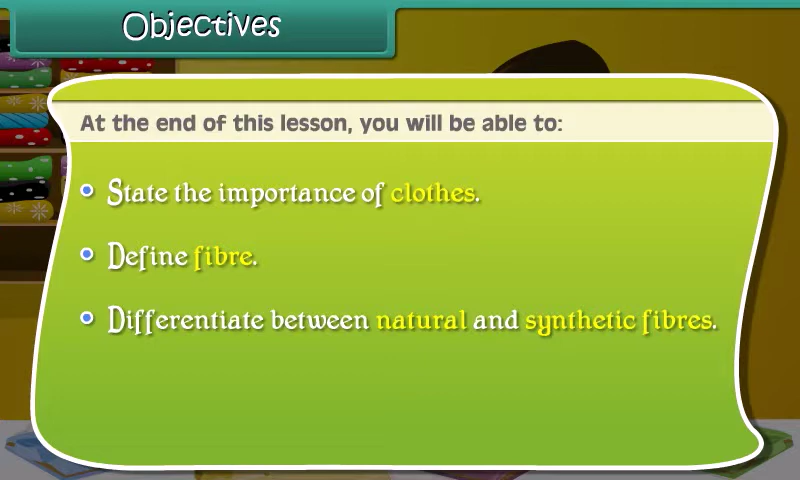 Objectives
At the end of this lesson, you will be able to:
State the importance of clothes.
Define fibre.
Differentiate between natural and synthetic fibres.